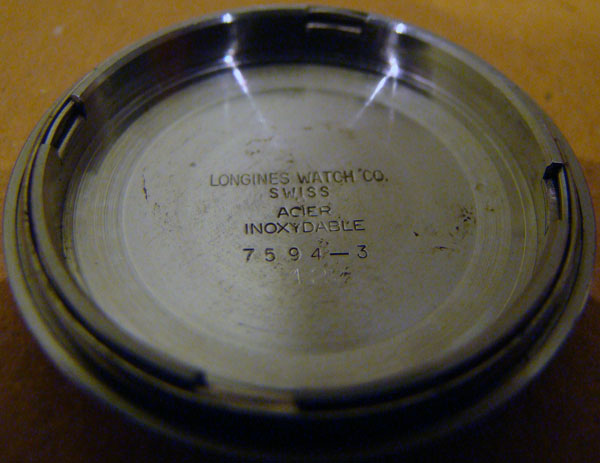 LONGINES WATCH CO.
SWISS
ACIER
INOXYDABLE
7594-3